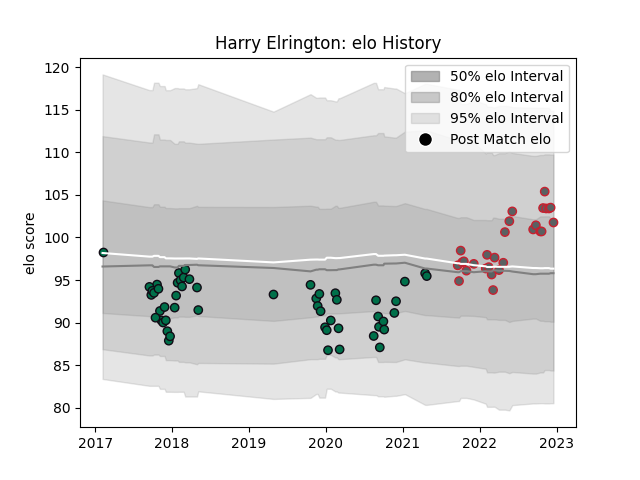 Harry Elrington: elo History
50% elo Interval
80% elo Interval
95% elo Interval
Post Match elo
elo score
120
115
110
105
100
95
90
85
80
2017 2018 2019 2020 2021 2022 2023